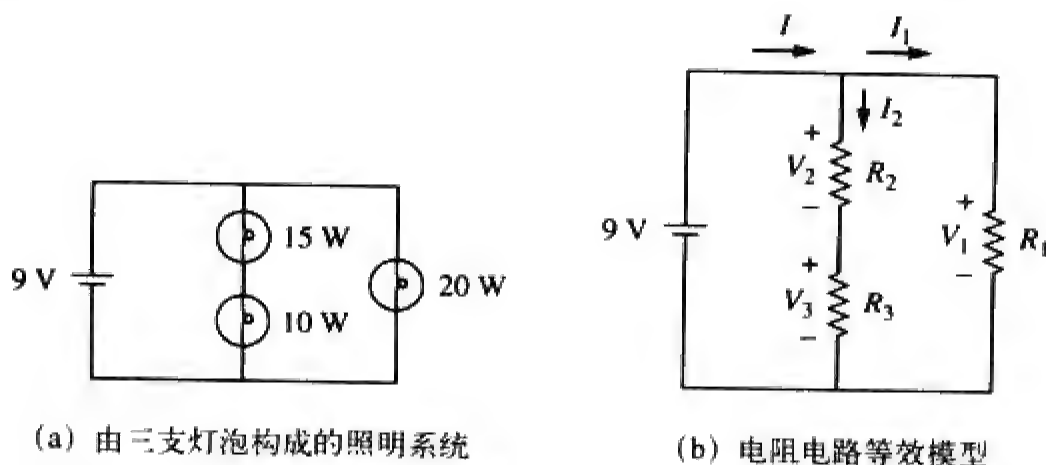 9 V
15 W
10 W
20 W
(a) 由三支灯泡构成的照明系统
I
I₁
I₂
+
V₂
−
R₂
9 V
+
V₁
−
R₁
+
V₃
−
R₃
(b) 电阻电路等效模型